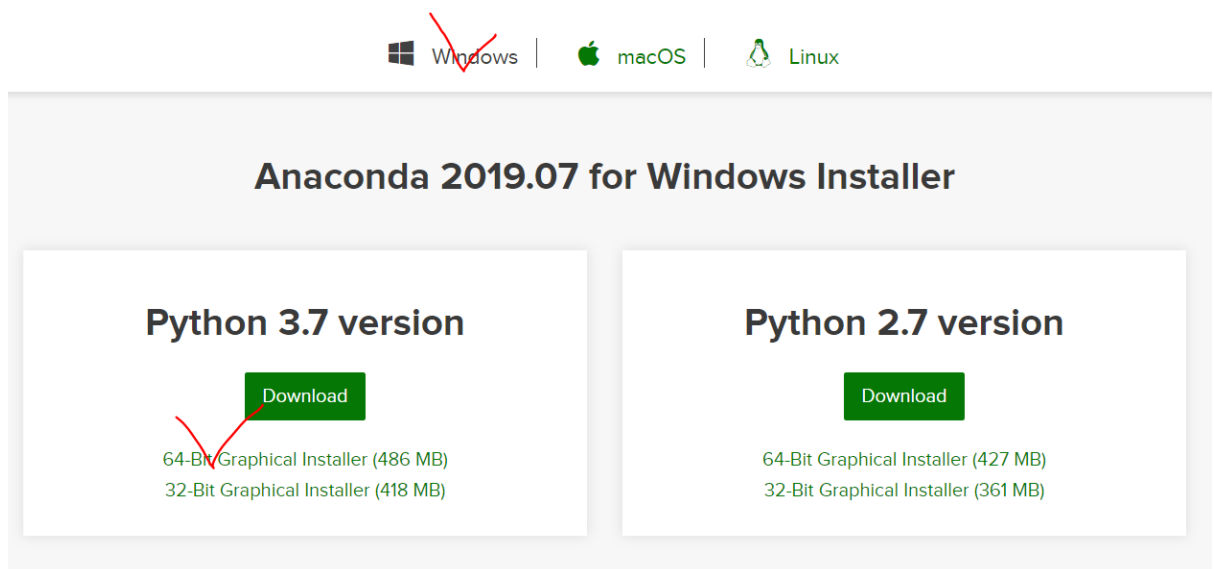 Windows macOS Linux
Anaconda 2019.07 for Windows Installer
Python 3.7 version
Download
64-Bit Graphical Installer (486 MB)
32-Bit Graphical Installer (418 MB)
Python 2.7 version
Download
64-Bit Graphical Installer (427 MB)
32-Bit Graphical Installer (361 MB)